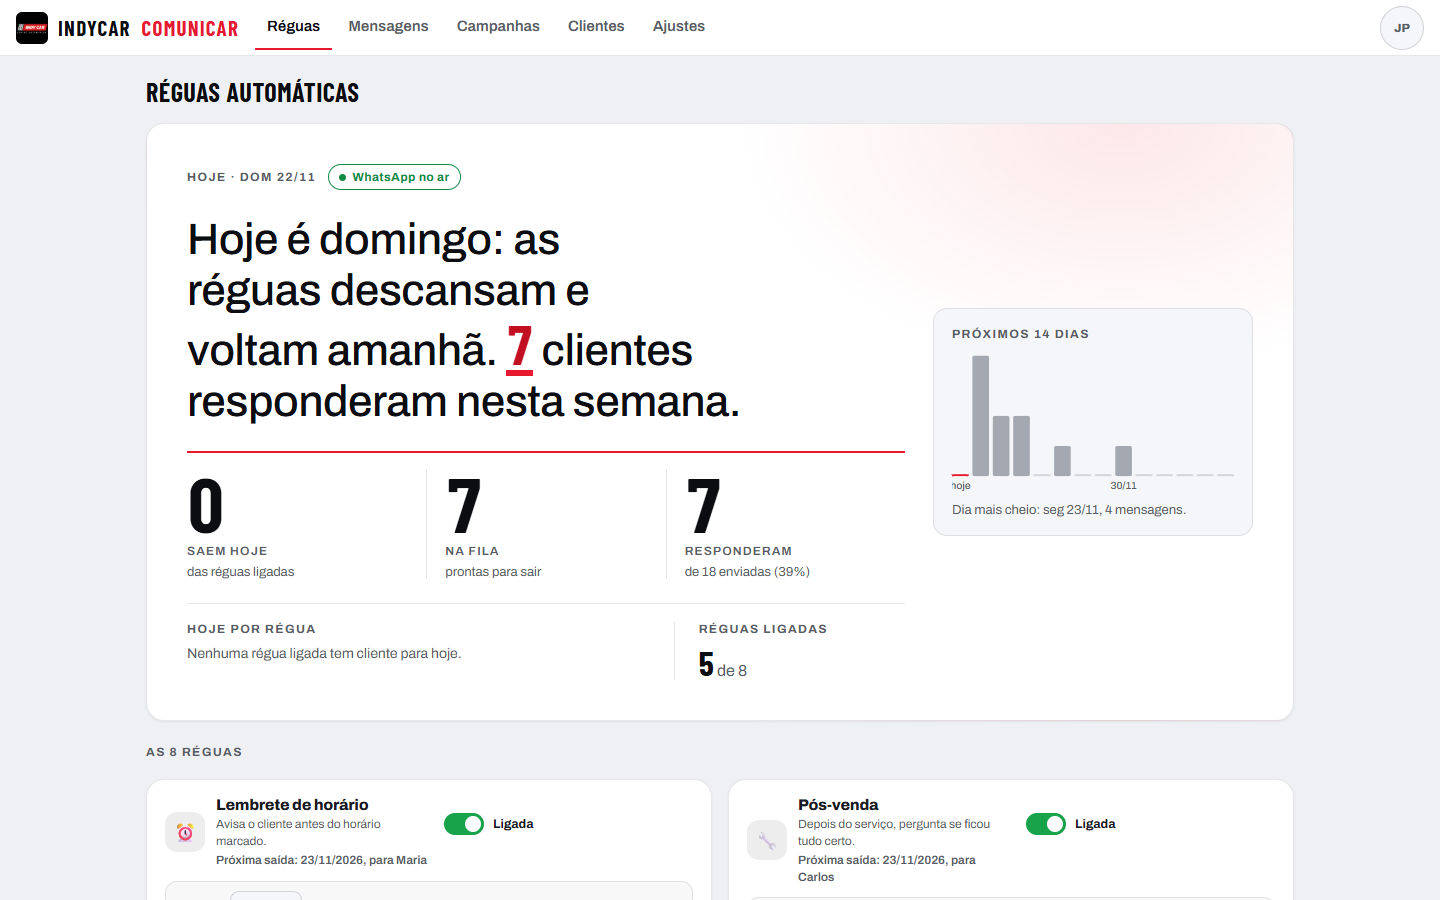 INDYCAR COMUNICAR
Réguas
Mensagens
Campanhas
Clientes
Ajustes
JP
RÉGUAS AUTOMÁTICAS
HOJE · DOM 22/11
WhatsApp no ar
Hoje é domingo: as
réguas descansam e
voltam amanhã. 7 clientes
responderam nesta semana.
0
SAEM HOJE
das réguas ligadas
7
NA FILA
prontas para sair
7
RESPONDERAM
de 18 enviadas (39%)
HOJE POR RÉGUA
Nenhuma régua ligada tem cliente para hoje.
RÉGUAS LIGADAS
5 de 8
PRÓXIMOS 14 DIAS
hoje
30/11
Dia mais cheio: seg 23/11, 4 mensagens.
AS 8 RÉGUAS
Lembrete de horário
Avisa o cliente antes do horário
marcado.
Próxima saída: 23/11/2026, para Maria
Ligada
Pós-venda
Depois do serviço, pergunta se ficou
tudo certo.
Próxima saída: 23/11/2026, para
Carlos
Ligada